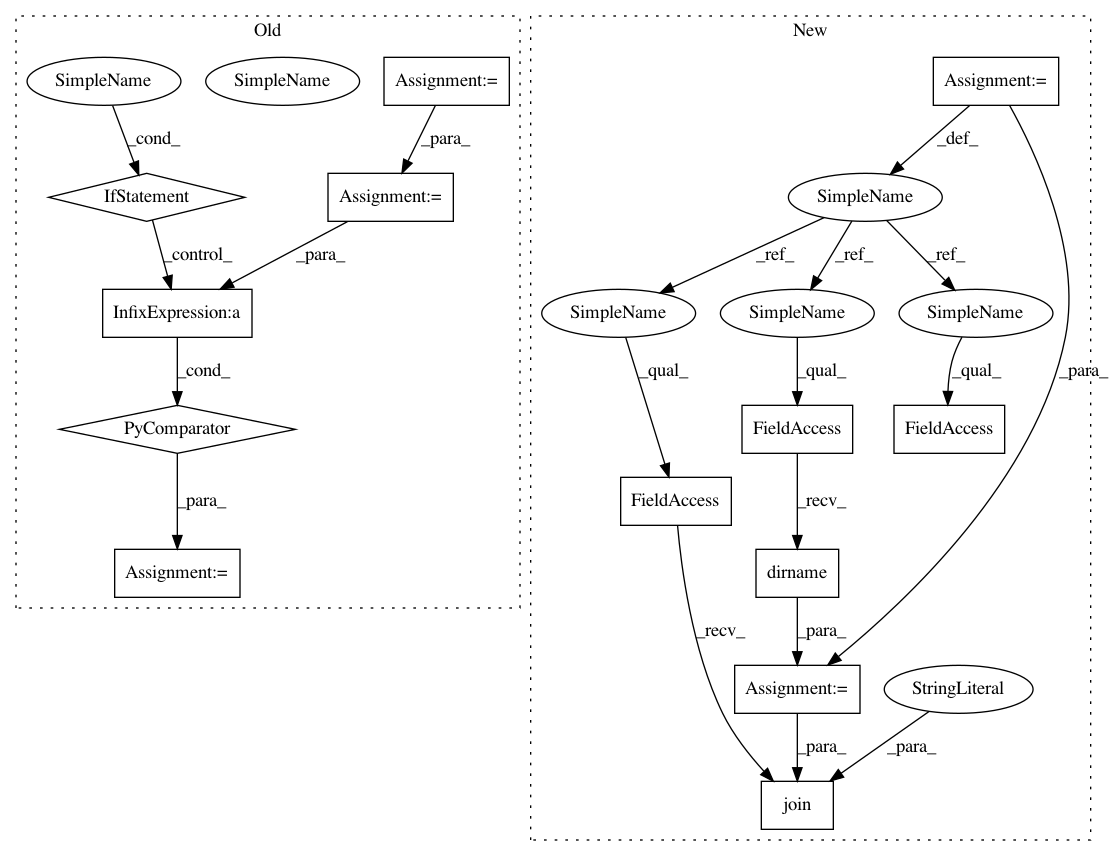 Old
New
SimpleName
SimpleName
Assignment:=
Assignment:=
_cond_
_para_
_def_
IfStatement
Assignment:=
SimpleName
_control_
_para_
_ref_
_ref_
_ref_
InfixExpression:a
SimpleName
SimpleName
SimpleName
_cond_
_qual_
_qual_
_qual_
_para_
PyComparator
FieldAccess
FieldAccess
_para_
FieldAccess
_recv_
Assignment:=
dirname
_recv_
_para_
Assignment:=
StringLiteral
_para_
_para_
join